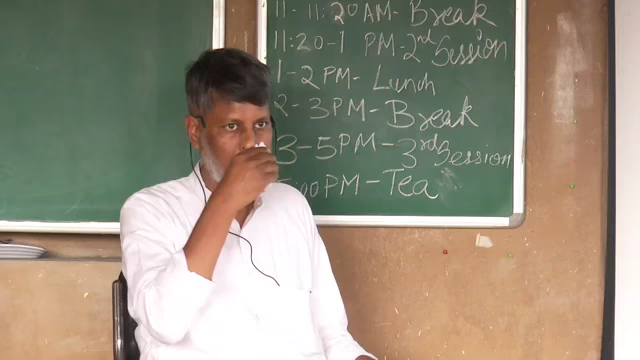 11 - 11:20 AM - Break
11:20 - 1 PM - 2nd Session
1 - 2 PM - Lunch
2 - 3 PM - Break
3 - 5 PM - 3rd Session
:00 PM - Tea